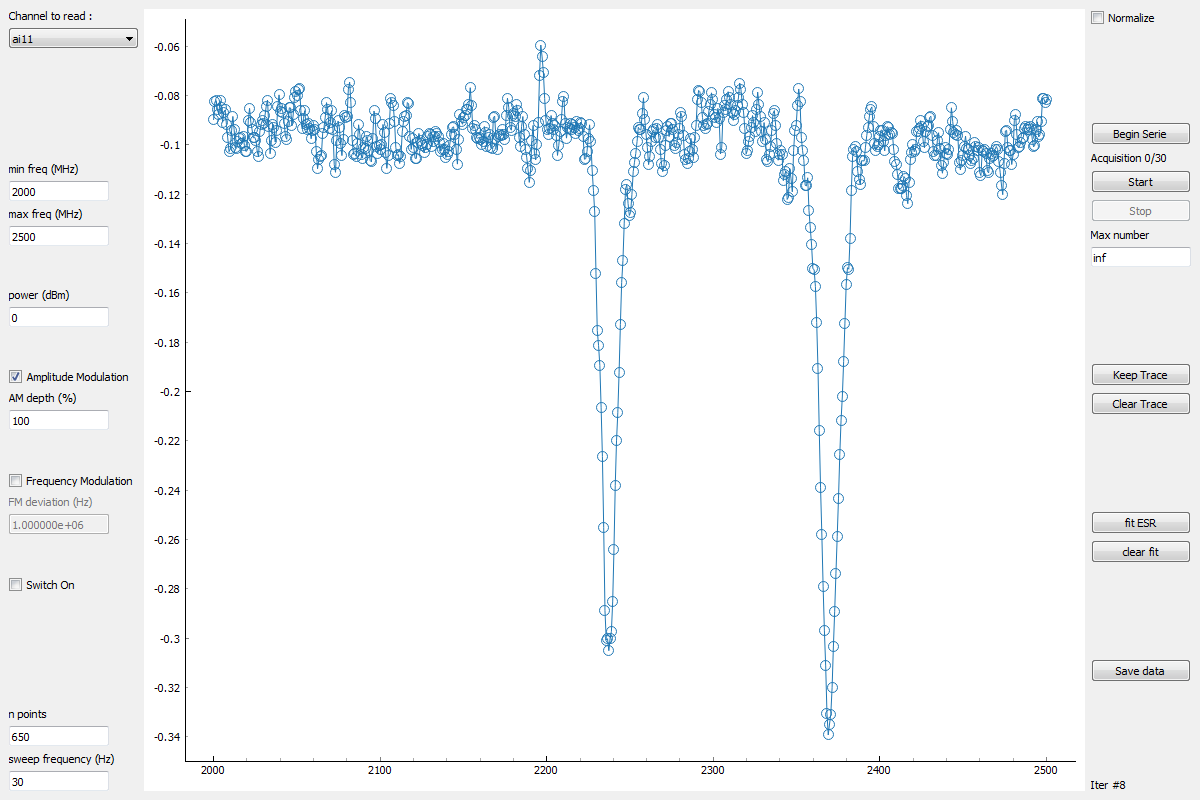 Channel to read :
ai11
min freq (MHz)
2000
max freq (MHz)
2500
power (dBm)
0
Amplitude Modulation
AM depth (%)
100
Frequency Modulation
FM deviation (Hz)
1.000000e+06
Switch On
n points
650
sweep frequency (Hz)
30
-0.06
-0.08
-0.1
-0.12
-0.14
-0.16
-0.18
-0.2
-0.22
-0.24
-0.26
-0.28
-0.3
-0.32
-0.34
2000 2100 2200 2300 2400 2500
Normalize
Begin Serie
Acquisition 0/30
Start
Stop
Max number
inf
Keep Trace
Clear Trace
fit ESR
clear fit
Save data
Iter #8